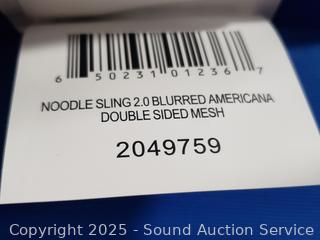 6 50231 01236 7
NOODLE SLING 2.0 BLURRED AMERICANA
DOUBLE SIDED MESH
2049759
Copyright 2025 - Sound Auction Service